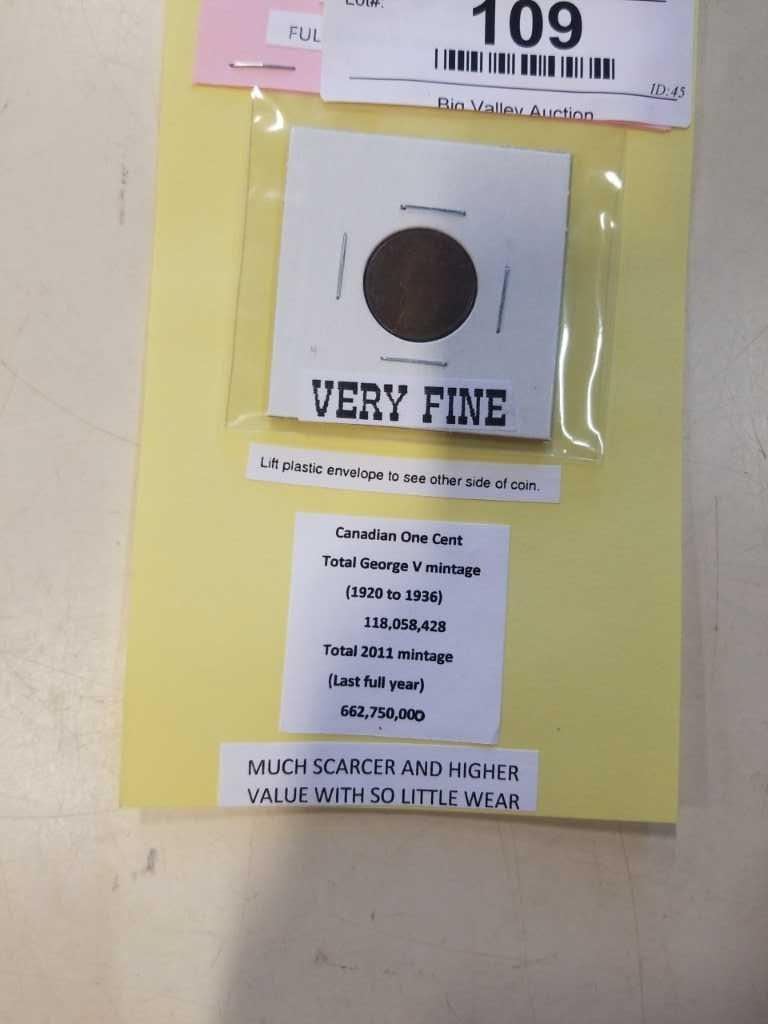 Lot#:
109
FUL
ID:45
Big Valley Auction
VERY FINE
Lift plastic envelope to see other side of coin.
Canadian One Cent
Total George V mintage
(1920 to 1936)
118,058,428
Total 2011 mintage
(Last full year)
662,750,000
MUCH SCARCER AND HIGHER
VALUE WITH SO LITTLE WEAR